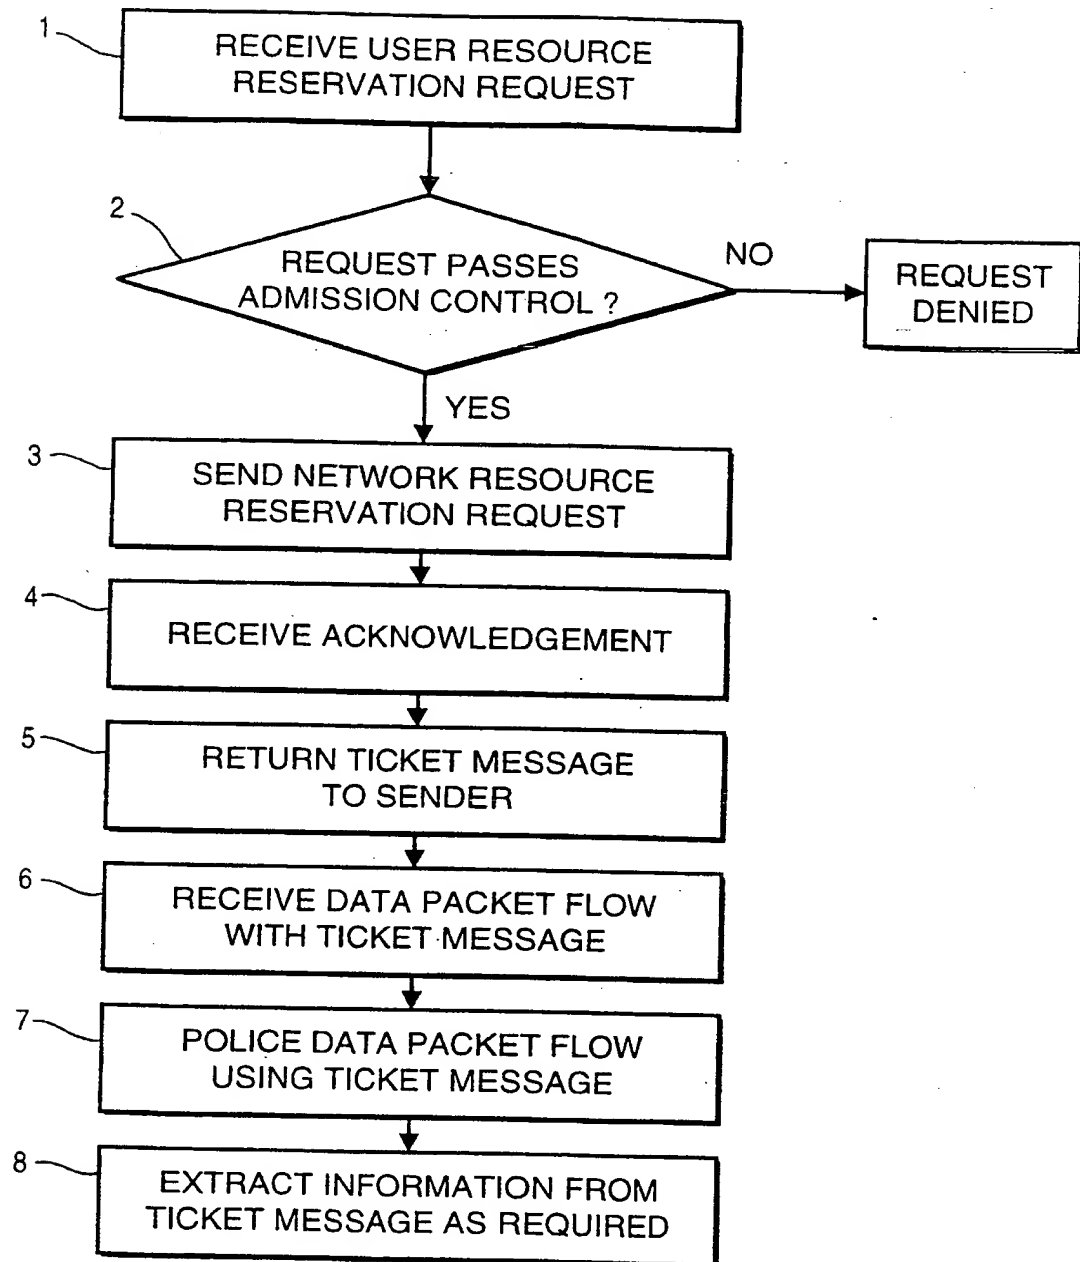 1
RECEIVE USER RESOURCE
RESERVATION REQUEST
2
REQUEST PASSES
ADMISSION CONTROL ?
NO
REQUEST
DENIED
YES
3
SEND NETWORK RESOURCE
RESERVATION REQUEST
4
RECEIVE ACKNOWLEDGEMENT
5
RETURN TICKET MESSAGE
TO SENDER
6
RECEIVE DATA PACKET FLOW
WITH TICKET MESSAGE
7
POLICE DATA PACKET FLOW
USING TICKET MESSAGE
8
EXTRACT INFORMATION FROM
TICKET MESSAGE AS REQUIRED